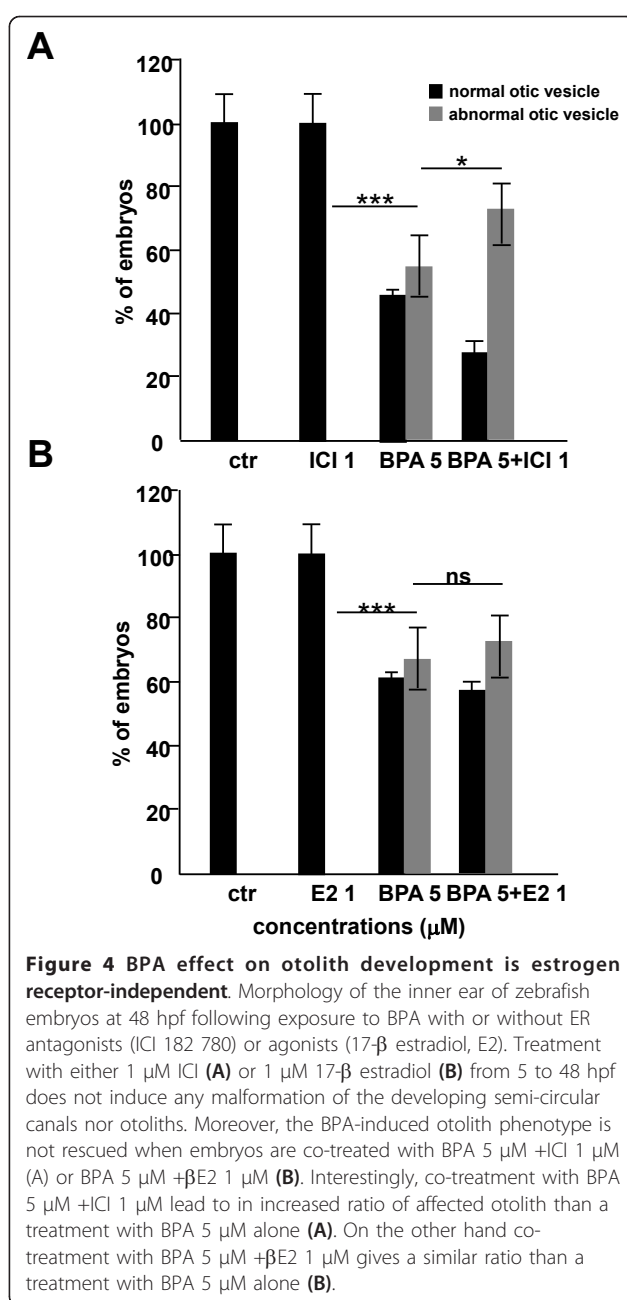 A
120
100
80
60
40
20
0
% of embryos
normal otic vesicle
abnormal otic vesicle
***
*
ctr ICI 1 BPA 5 BPA 5+ICI 1
B
120
100
80
60
40
20
0
% of embryos
***
ns
ctr E2 1 BPA 5 BPA 5+E2 1
concentrations (μM)
Figure 4 BPA effect on otolith development is estrogen
receptor-independent. Morphology of the inner ear of zebrafish
embryos at 48 hpf following exposure to BPA with or without ER
antagonists (ICI 182 780) or agonists (17-β estradiol, E2). Treatment
with either 1 μM ICI (A) or 1 μM 17-β estradiol (B) from 5 to 48 hpf
does not induce any malformation of the developing semi-circular
canals nor otoliths. Moreover, the BPA-induced otolith phenotype is
not rescued when embryos are co-treated with BPA 5 μM +ICI 1 μM
(A) or BPA 5 μM +βE2 1 μM (B). Interestingly, co-treatment with BPA
5 μM +ICI 1 μM lead to in increased ratio of affected otolith than a
treatment with BPA 5 μM alone (A). On the other hand co-
treatment with BPA 5 μM +βE2 1 μM gives a similar ratio than a
treatment with BPA 5 μM alone (B).